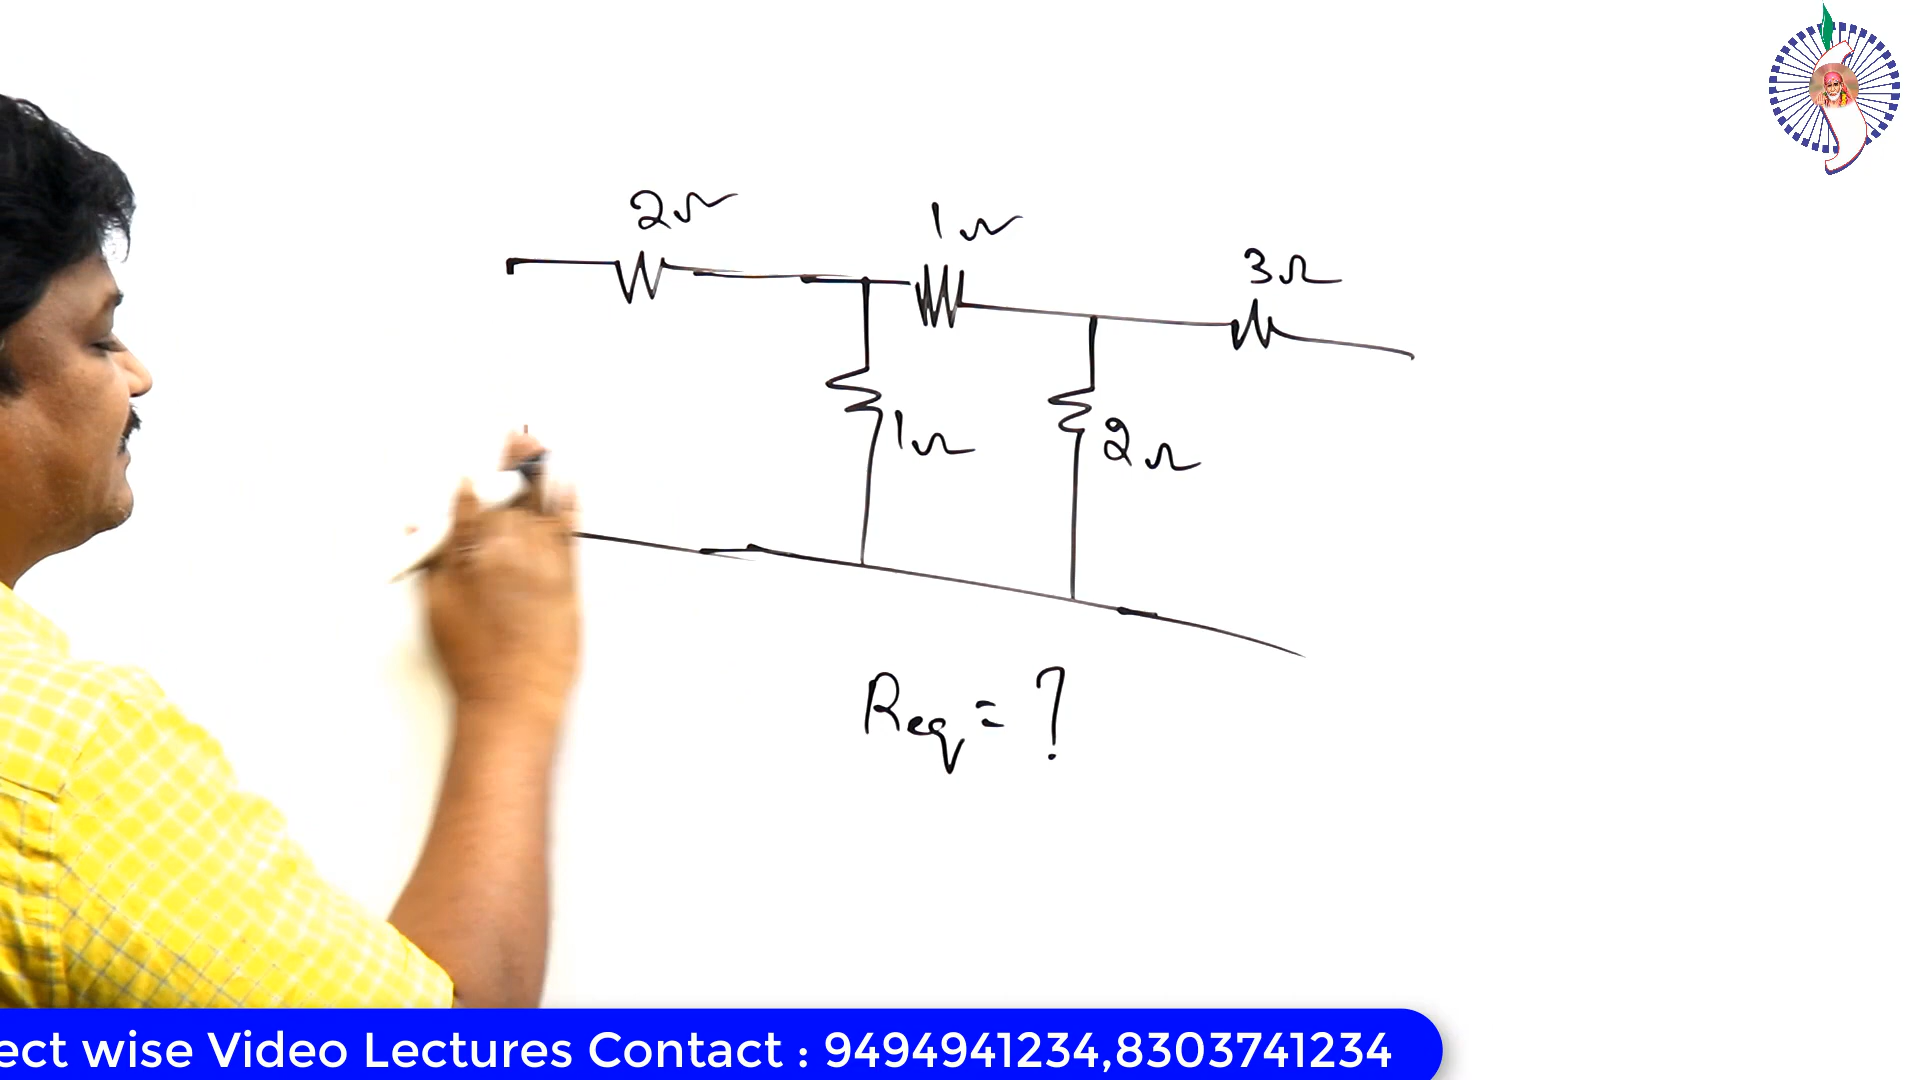 2Ω
1Ω
3Ω
1Ω
2Ω
Req = ?
ect wise Video Lectures Contact : 9494941234,8303741234